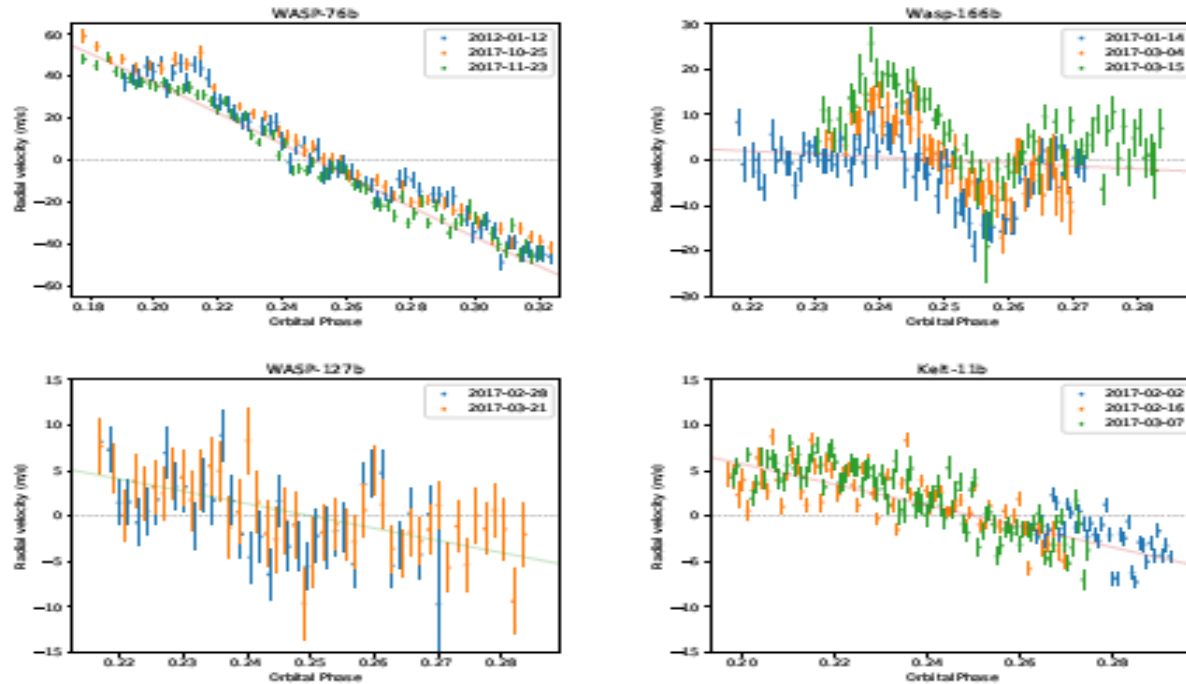 WASP-76b
60
40
20
0
−20
−40
−60
Radial velocity (m/s)
2012-01-12
2017-10-25
2017-11-23
0.18 0.20 0.22 0.24 0.26 0.28 0.30 0.32
Orbital Phase
Wasp-166b
30
20
10
0
−10
−20
−30
Radial velocity (m/s)
2017-01-14
2017-03-04
2017-03-15
0.22 0.23 0.24 0.25 0.26 0.27 0.28
Orbital Phase
WASP-127b
15
10
5
0
−5
−10
−15
Radial velocity (m/s)
2017-02-28
2017-03-21
0.22 0.23 0.24 0.25 0.26 0.27 0.28
Orbital Phase
Kelt-11b
15
10
5
0
−5
−10
−15
Radial velocity (m/s)
2017-02-02
2017-02-16
2017-03-07
0.20 0.22 0.24 0.26 0.28
Orbital Phase